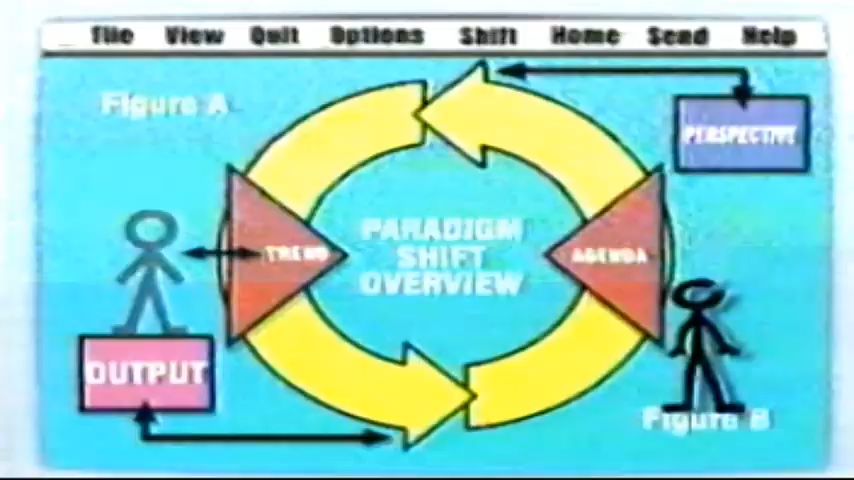 File View Quit Options Shift Home Send Help
Figure A
PERSPECTIVE
PARADIGM
SHIFT
OVERVIEW
TREND
AGENDA
OUTPUT
Figure B